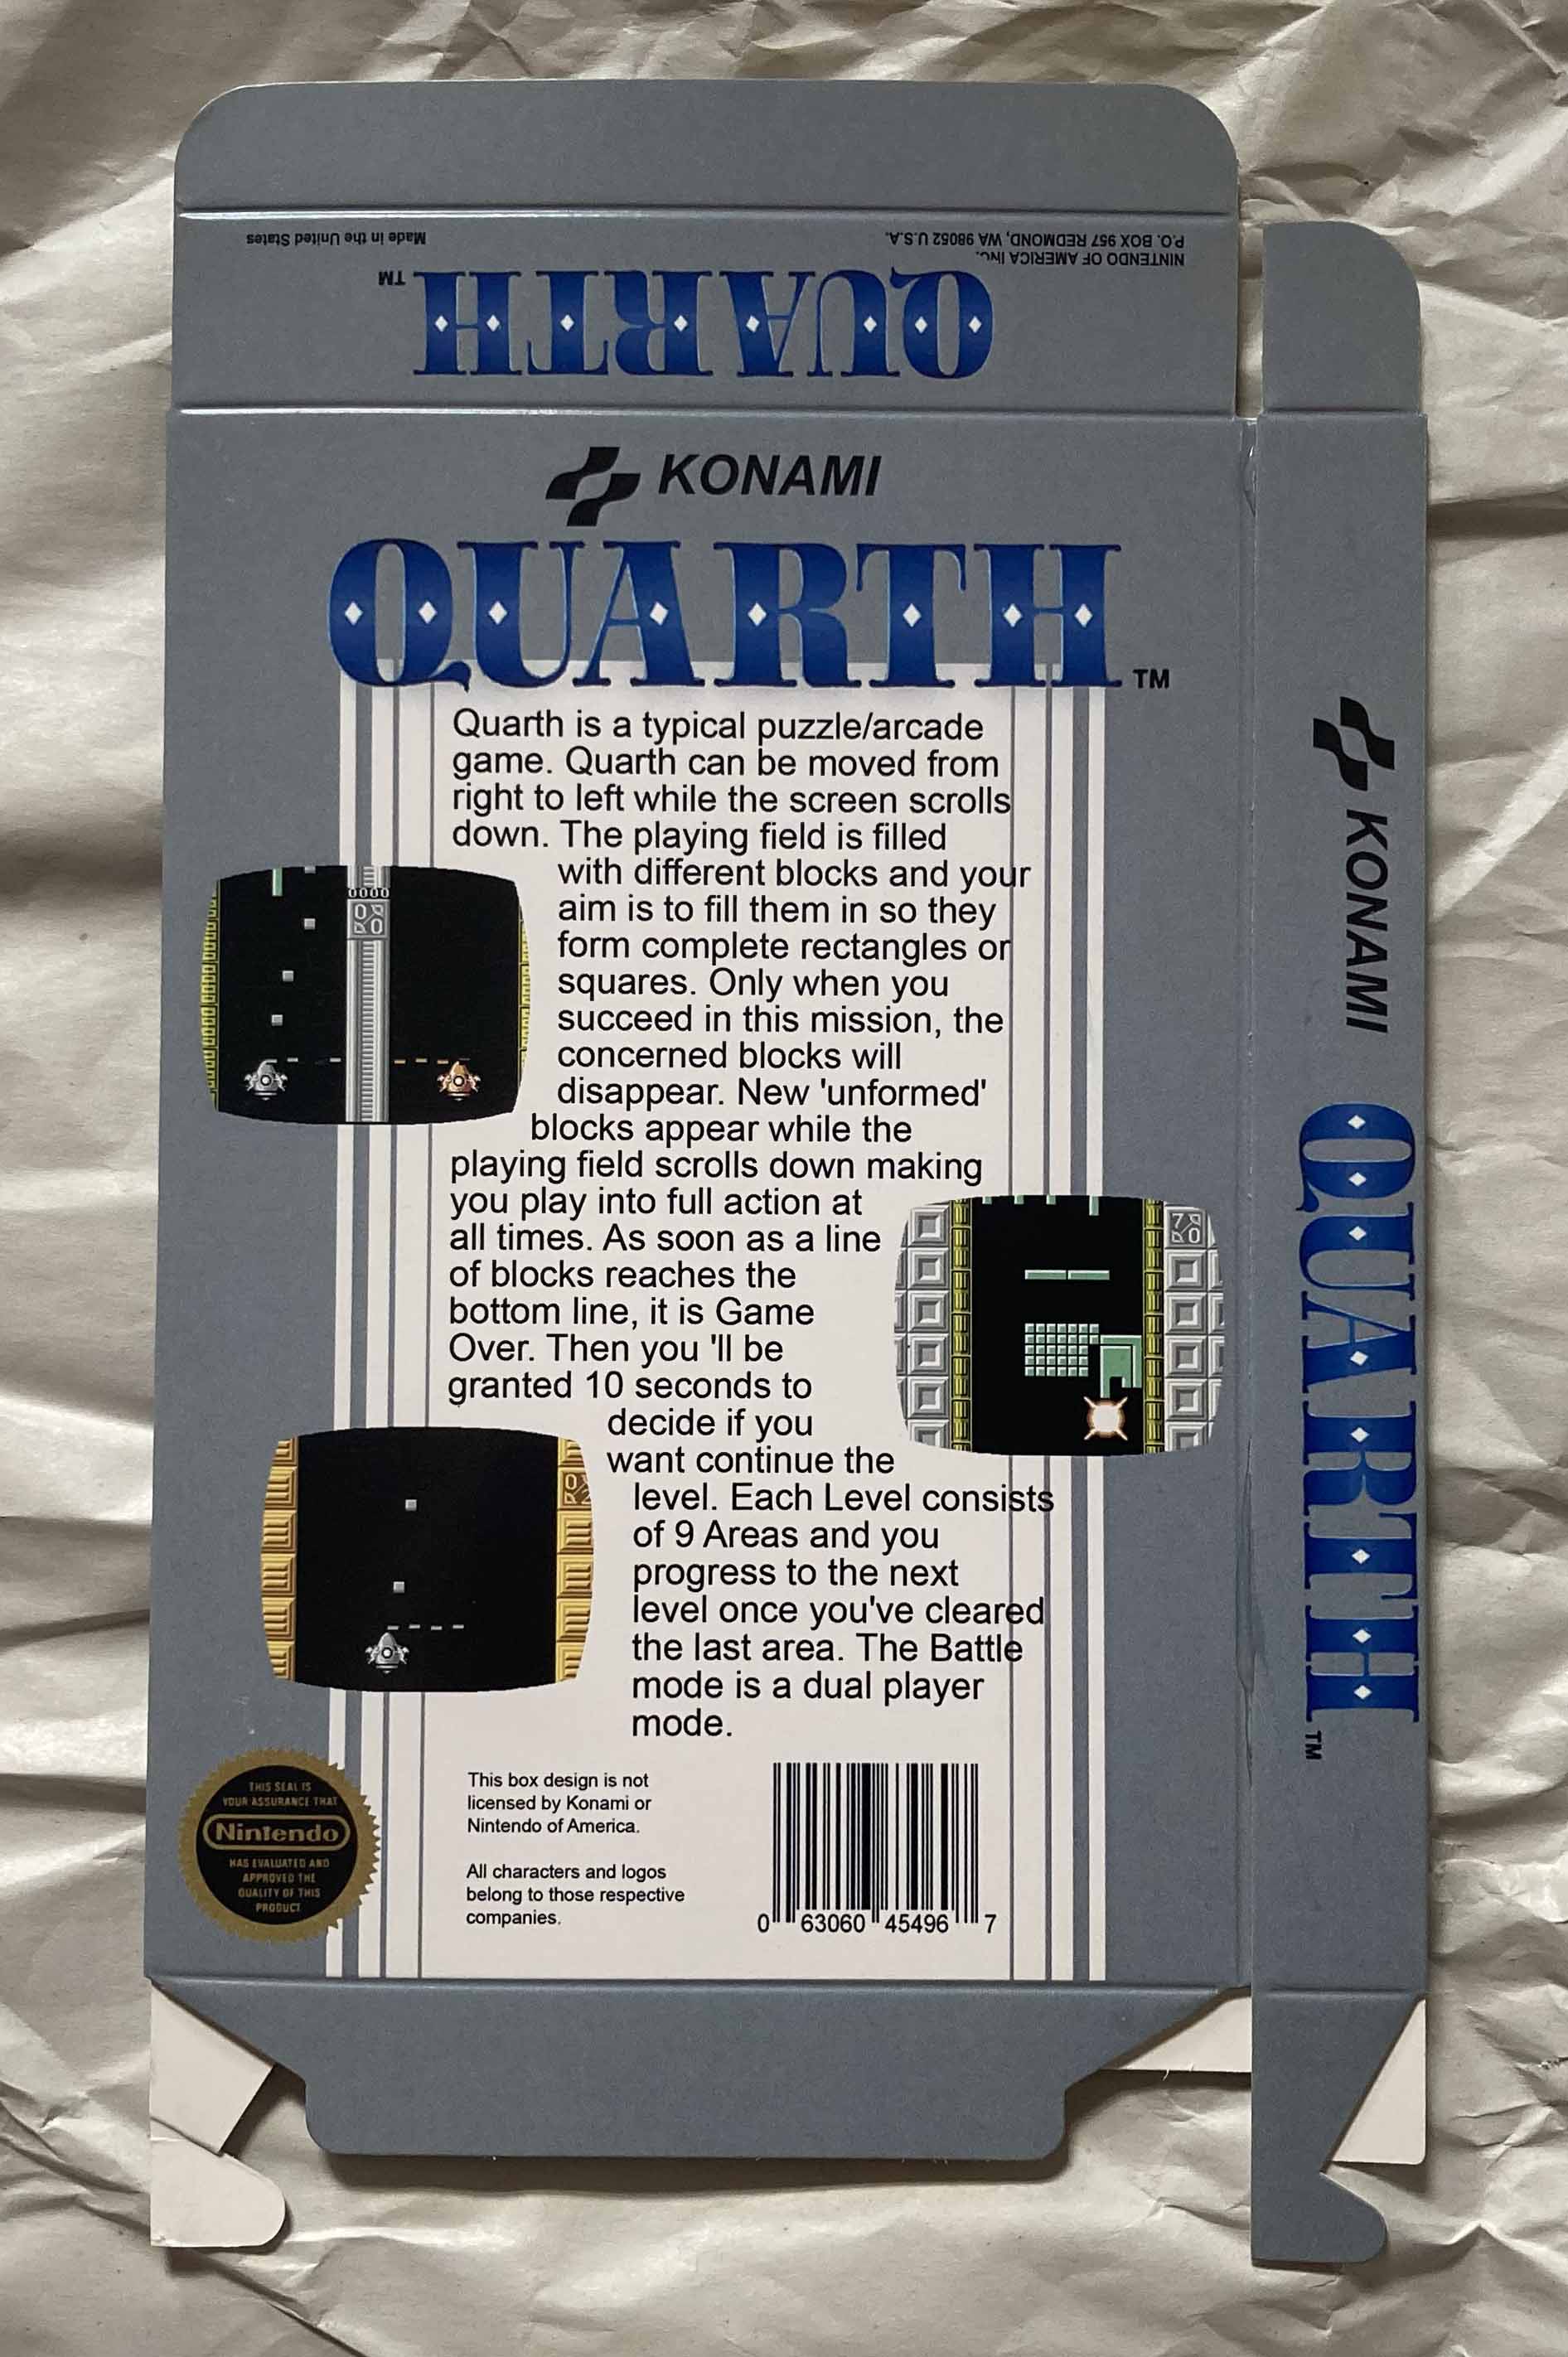 Made in the United States
NINTENDO OF AMERICA INC.
P.O. BOX 957 REDMOND, WA 98052 U.S.A.
QUARTH TM
KONAMI
QUARTH TM
Quarth is a typical puzzle/arcade
game. Quarth can be moved from
right to left while the screen scrolls
down. The playing field is filled
with different blocks and your
aim is to fill them in so they
form complete rectangles or
squares. Only when you
succeed in this mission, the
concerned blocks will
disappear. New 'unformed'
blocks appear while the
playing field scrolls down making
you play into full action at
all times. As soon as a line
of blocks reaches the
bottom line, it is Game
Over. Then you 'll be
granted 10 seconds to
decide if you
want continue the
level. Each Level consists
of 9 Areas and you
progress to the next
level once you've cleared
the last area. The Battle
mode is a dual player
mode.
0000
0
0
7
0
0
THIS SEAL IS
YOUR ASSURANCE THAT
Nintendo
HAS EVALUATED AND
APPROVED THE
QUALITY OF THIS
PRODUCT
This box design is not
licensed by Konami or
Nintendo of America.
All characters and logos
belong to those respective
companies.
0 63060 45496 7
KONAMI
QUARTH TM